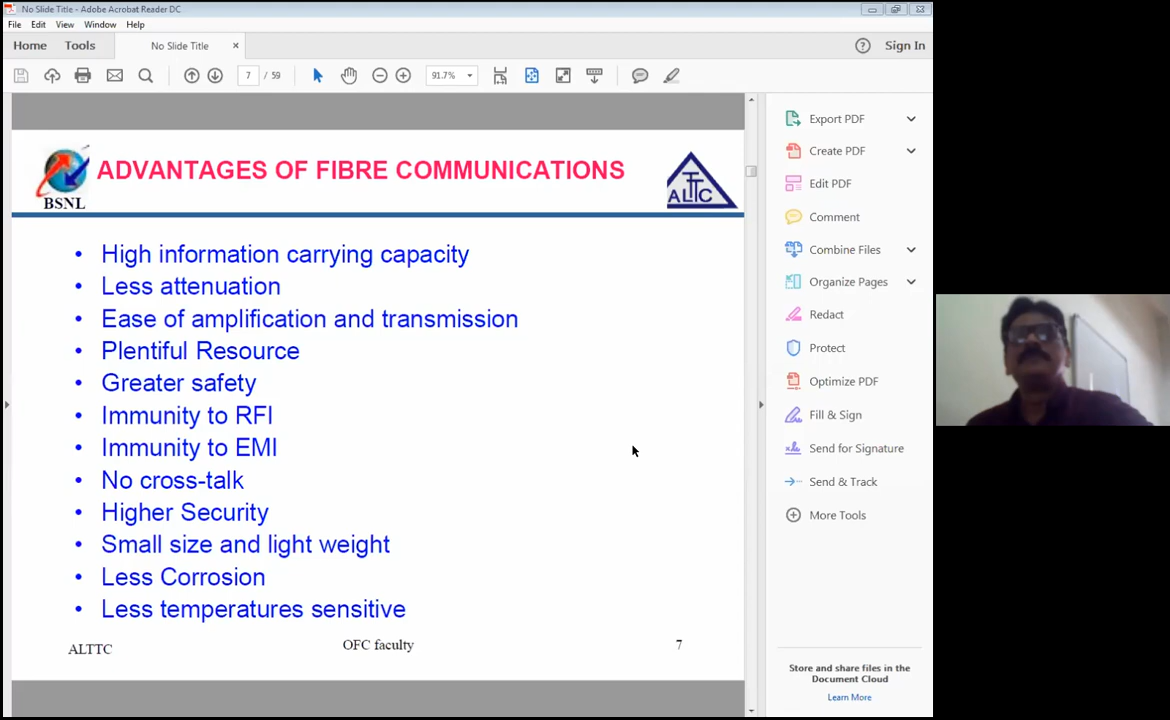 No Slide Title - Adobe Acrobat Reader DC
File Edit View Window Help
Home Tools No Slide Title × Sign In
7 / 59 91.7%
BSNL
ADVANTAGES OF FIBRE COMMUNICATIONS
ALTTC
• High information carrying capacity
• Less attenuation
• Ease of amplification and transmission
• Plentiful Resource
• Greater safety
• Immunity to RFI
• Immunity to EMI
• No cross-talk
• Higher Security
• Small size and light weight
• Less Corrosion
• Less temperatures sensitive
ALTTC OFC faculty 7
Export PDF
Create PDF
Edit PDF
Comment
Combine Files
Organize Pages
Redact
Protect
Optimize PDF
Fill & Sign
Send for Signature
Send & Track
More Tools
Store and share files in the
Document Cloud
Learn More